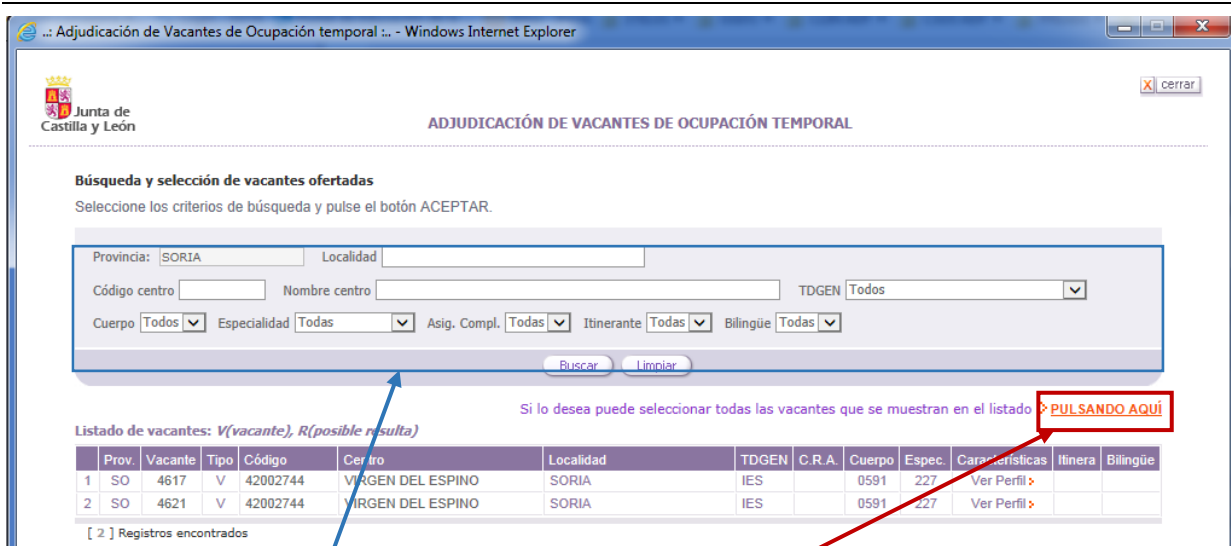 ..: Adjudicación de Vacantes de Ocupación temporal :.. - Windows Internet Explorer
X cerrar
Junta de
Castilla y León
ADJUDICACIÓN DE VACANTES DE OCUPACIÓN TEMPORAL
Búsqueda y selección de vacantes ofertadas
Seleccione los criterios de búsqueda y pulse el botón ACEPTAR.
Provincia: SORIA Localidad
Código centro Nombre centro TDGEN Todos
Cuerpo Todos Especialidad Todas Asig. Compl. Todas Itinerante Todas Bilingüe Todas
Buscar Limpiar
Si lo desea puede seleccionar todas las vacantes que se muestran en el listado PULSANDO AQUÍ
Listado de vacantes: V(vacante), R(posible resulta)
Prov. Vacante Tipo Código Centro Localidad TDGEN C.R.A. Cuerpo Espec. Características Itinera Bilingüe
1 SO 4617 V 42002744 VIRGEN DEL ESPINO SORIA IES 0591 227 Ver Perfil
2 SO 4621 V 42002744 VIRGEN DEL ESPINO SORIA IES 0591 227 Ver Perfil
[ 2 ] Registros encontrados